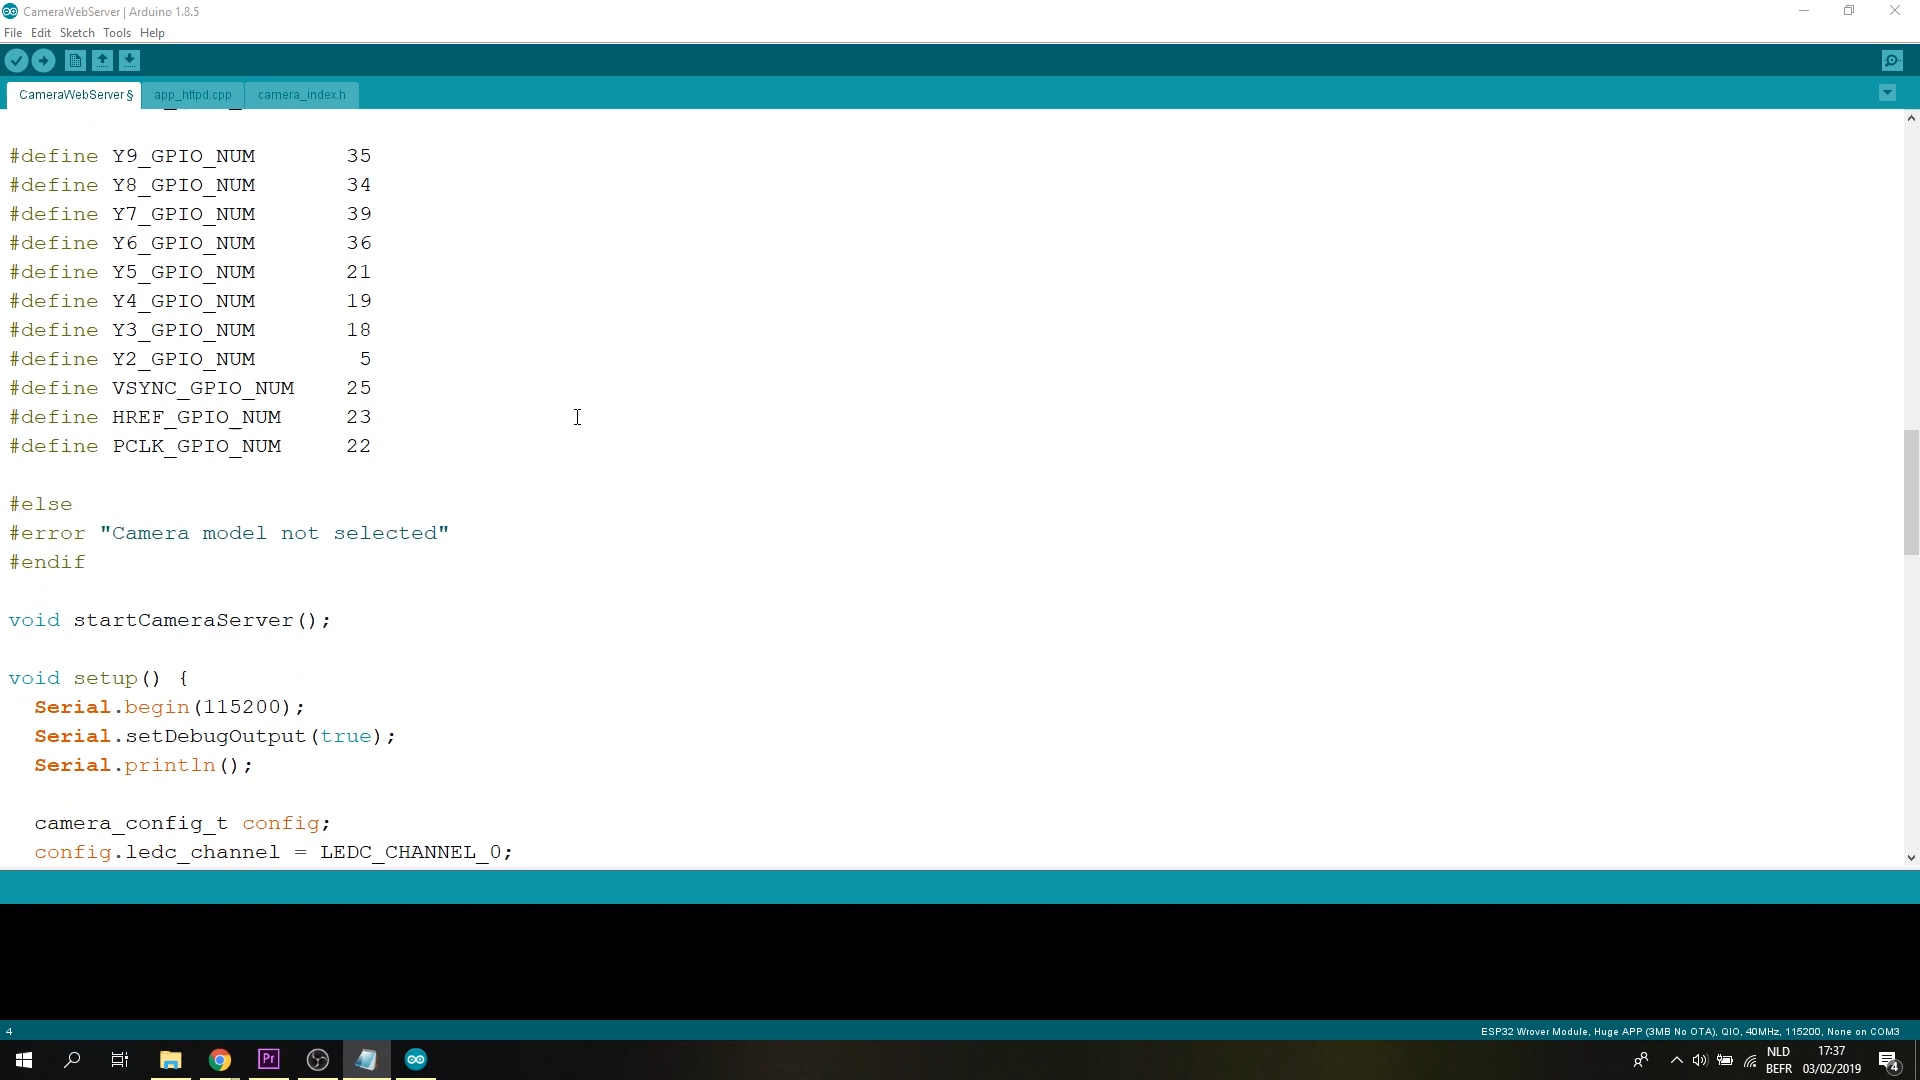 CameraWebServer | Arduino 1.8.5
File Edit Sketch Tools Help
CameraWebServer § app_httpd.cpp camera_index.h
#define Y9_GPIO_NUM 35
#define Y8_GPIO_NUM 34
#define Y7_GPIO_NUM 39
#define Y6_GPIO_NUM 36
#define Y5_GPIO_NUM 21
#define Y4_GPIO_NUM 19
#define Y3_GPIO_NUM 18
#define Y2_GPIO_NUM 5
#define VSYNC_GPIO_NUM 25
#define HREF_GPIO_NUM 23
#define PCLK_GPIO_NUM 22
#else
#error "Camera model not selected"
#endif
void startCameraServer();
void setup() {
Serial.begin(115200);
Serial.setDebugOutput(true);
Serial.println();
camera_config_t config;
config.ledc_channel = LEDC_CHANNEL_0;
4 ESP32 Wrover Module, Huge APP (3MB No OTA), QIO, 40MHz, 115200, None on COM3
Pr NLD 17:37
BEFR 03/02/2019 4